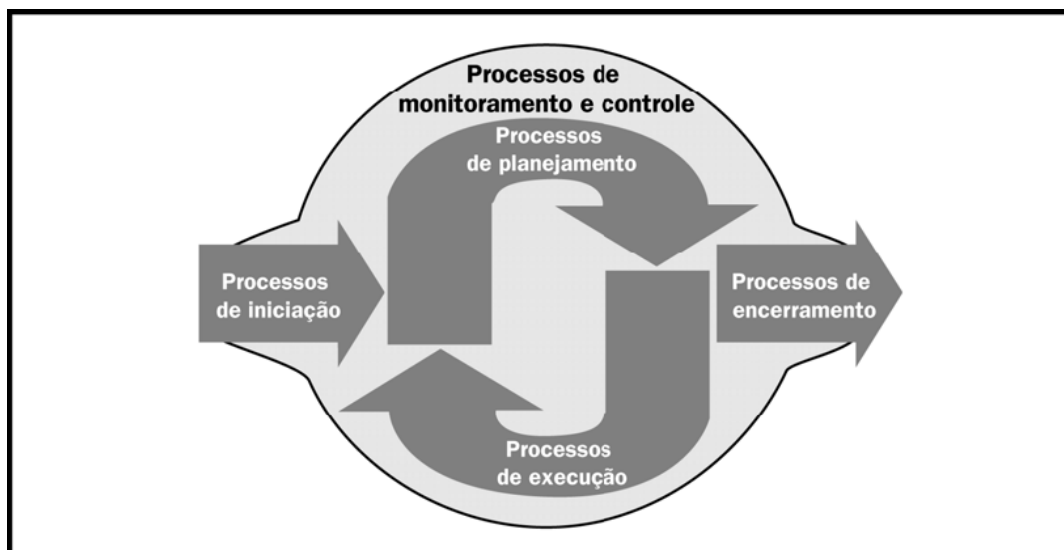 Processos de
monitoramento e controle
Processos
de planejamento
Processos
de iniciação
Processos de
encerramento
Processos
de execução